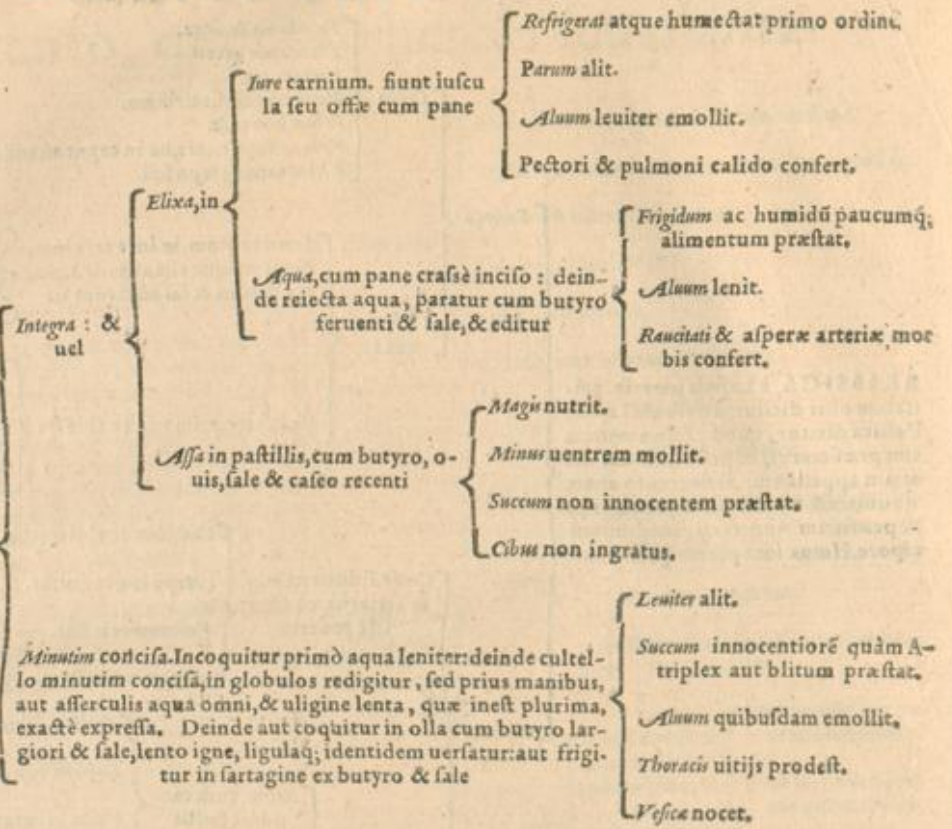 Integra : &
uel
Elixa, in
Iure carnium. fiunt iuscu
la seu offæ cum pane
Refrigerat atque humectat primo ordine.
Parum alit.
Aluum leuiter emollit.
Pectori & pulmoni calido confert.
Aqua, cum pane crassè inciso : dein-
de reiecta aqua, paratur cum butyro
feruenti & sale, & editur
Frigidum ac humidũ paucumq́;
alimentum præstat.
Aluum lenit.
Raucitati & asperæ arteriæ mor
bis confert.
Assa in pastillis, cum butyro, o-
uis, sale & caseo recenti
Magis nutrit.
Minus uentrem mollit.
Succum non innocentem præstat.
Cibus non ingratus.
Minutim concisa. Incoquitur primò aqua leniter: deinde cultel-
lo minutim concisa, in globulos redigitur, sed prius manibus,
aut asserculis aqua omni, & uligine lenta, quæ inest plurima,
exactè expressa. Deinde aut coquitur in olla cum butyro lar-
giori & sale, lento igne, ligulaq́; identidem uersatur: aut frigi-
tur in sartagine ex butyro & sale
Leuiter alit.
Succum innocentiorẽ quàm A-
triplex aut blitum præstat.
Aluum quibusdam emollit.
Thoracis uitijs prodest.
Vesicæ nocet.